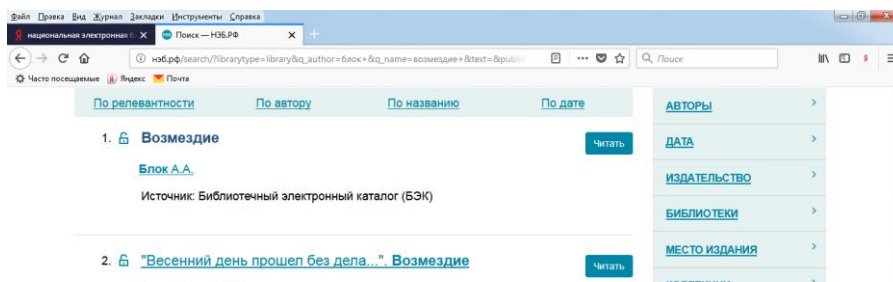 Файл Правка Вид Журнал Закладки Инструменты Справка
национальная электронная б
Поиск — НЭБ.РФ
нэб.рф/search/?librarytype=library&q_author=блок+&q_name=возмездие+&text=&publis
Поиск
Часто посещаемые Яндекс Почта
По релевантности По автору По названию По дате
1. Возмездие
Читать
Блок А.А.
Источник: Библиотечный электронный каталог (БЭК)
2. "Весенний день прошел без дела...". Возмездие
Читать
АВТОРЫ
ДАТА
ИЗДАТЕЛЬСТВО
БИБЛИОТЕКИ
МЕСТО ИЗДАНИЯ